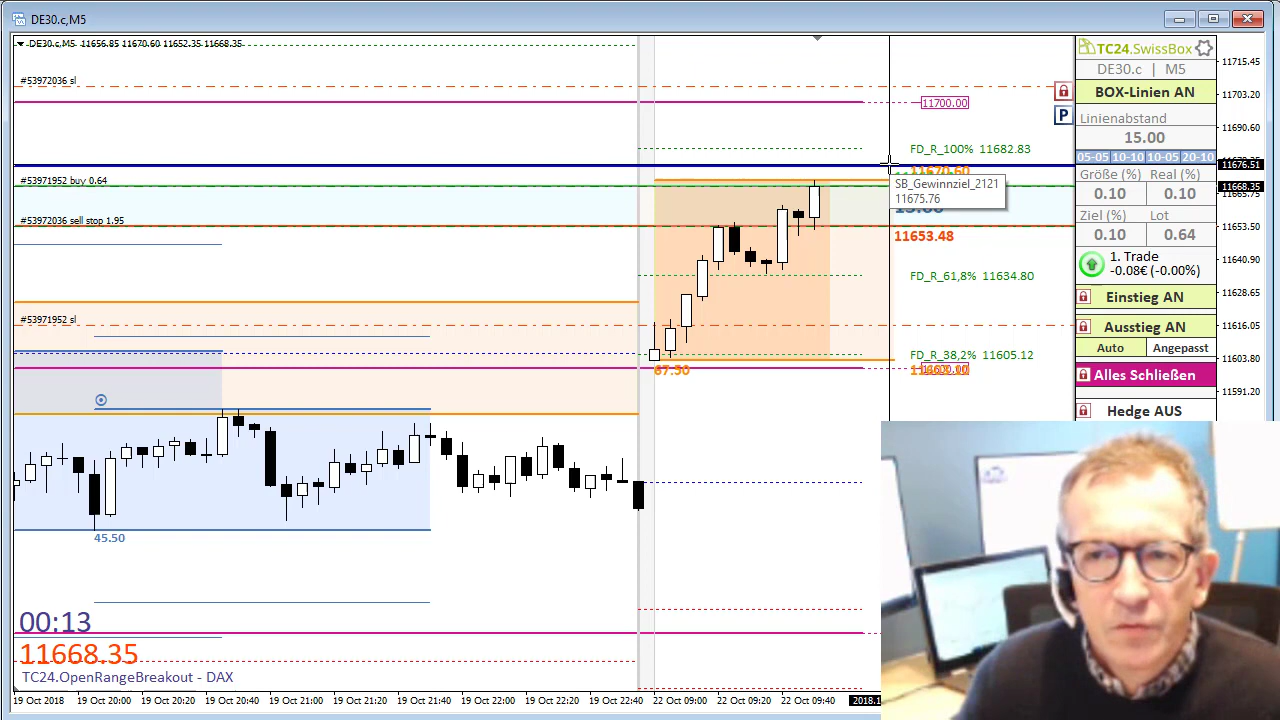 DE30.c,M5
DE30.c,M5 11656.85 11670.60 11652.35 11668.35
#53972036 sl
11700.00
FD_R_100% 11682.83
11670.60
#53971952 buy 0.64
SB_Gewinnziel_2121
11675.76
#53972036 sell stop 1.95
11653.48
FD_R_61,8% 11634.80
#53971952 sl
FD_R_38,2% 11605.12
67.50
45.50
00:13
11668.35
TC24.OpenRangeBreakout - DAX
19 Oct 2018
19 Oct 20:00
19 Oct 20:20
19 Oct 20:40
19 Oct 21:00
19 Oct 21:20
19 Oct 21:40
19 Oct 22:00
19 Oct 22:20
19 Oct 22:40
22 Oct 09:00
22 Oct 09:20
22 Oct 09:40
2018.1
P
TC24.SwissBox
DE30.c | M5
BOX-Linien AN
Linienabstand
15.00
05-05 10-10 10-05 20-10
Größe (%) Real (%)
0.10 0.10
Ziel (%) Lot
0.10 0.64
1. Trade
-0.08€ (-0.00%)
Einstieg AN
Ausstieg AN
Auto Angepasst
Alles Schließen
Hedge AUS
11715.45
11703.20
11690.60
11676.51
11668.35
11665.75
11653.50
11640.90
11628.65
11616.05
11603.80
11591.20